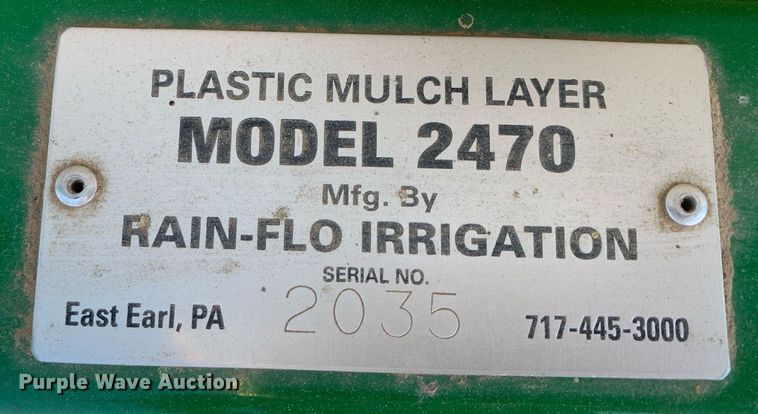 PLASTIC MULCH LAYER
MODEL 2470
Mfg. By
RAIN-FLO IRRIGATION
SERIAL NO.
East Earl, PA 2035 717-445-3000
Purple Wave Auction